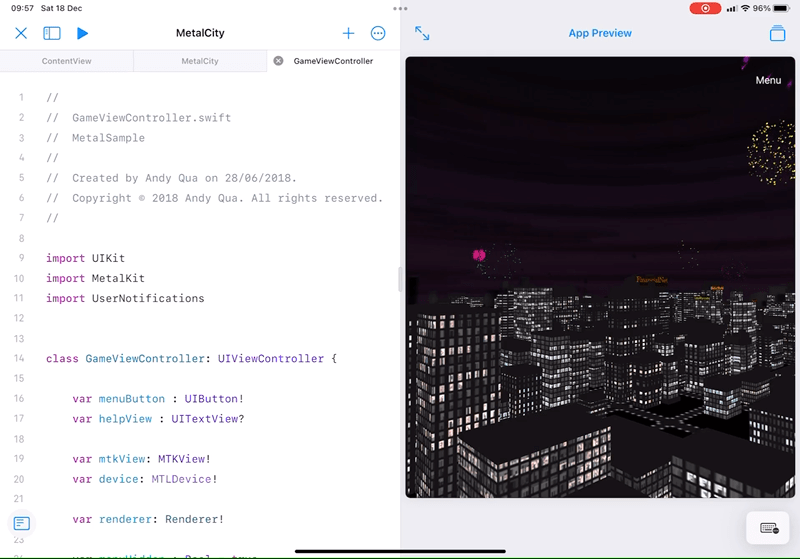 09:57 Sat 18 Dec
96%
MetalCity
App Preview
ContentView
MetalCity
GameViewController
Menu
1 //
2 // GameViewController.swift
3 // MetalSample
4 //
5 // Created by Andy Qua on 28/06/2018.
6 // Copyright © 2018 Andy Qua. All rights reserved.
7 //
8
9 import UIKit
10 import MetalKit
11 import UserNotifications
12
13
14 class GameViewController: UIViewController {
15
16 var menuButton : UIButton!
17 var helpView : UITextView?
18
19 var mtkView: MTKView!
20 var device: MTLDevice!
21
22 var renderer: Renderer!
23